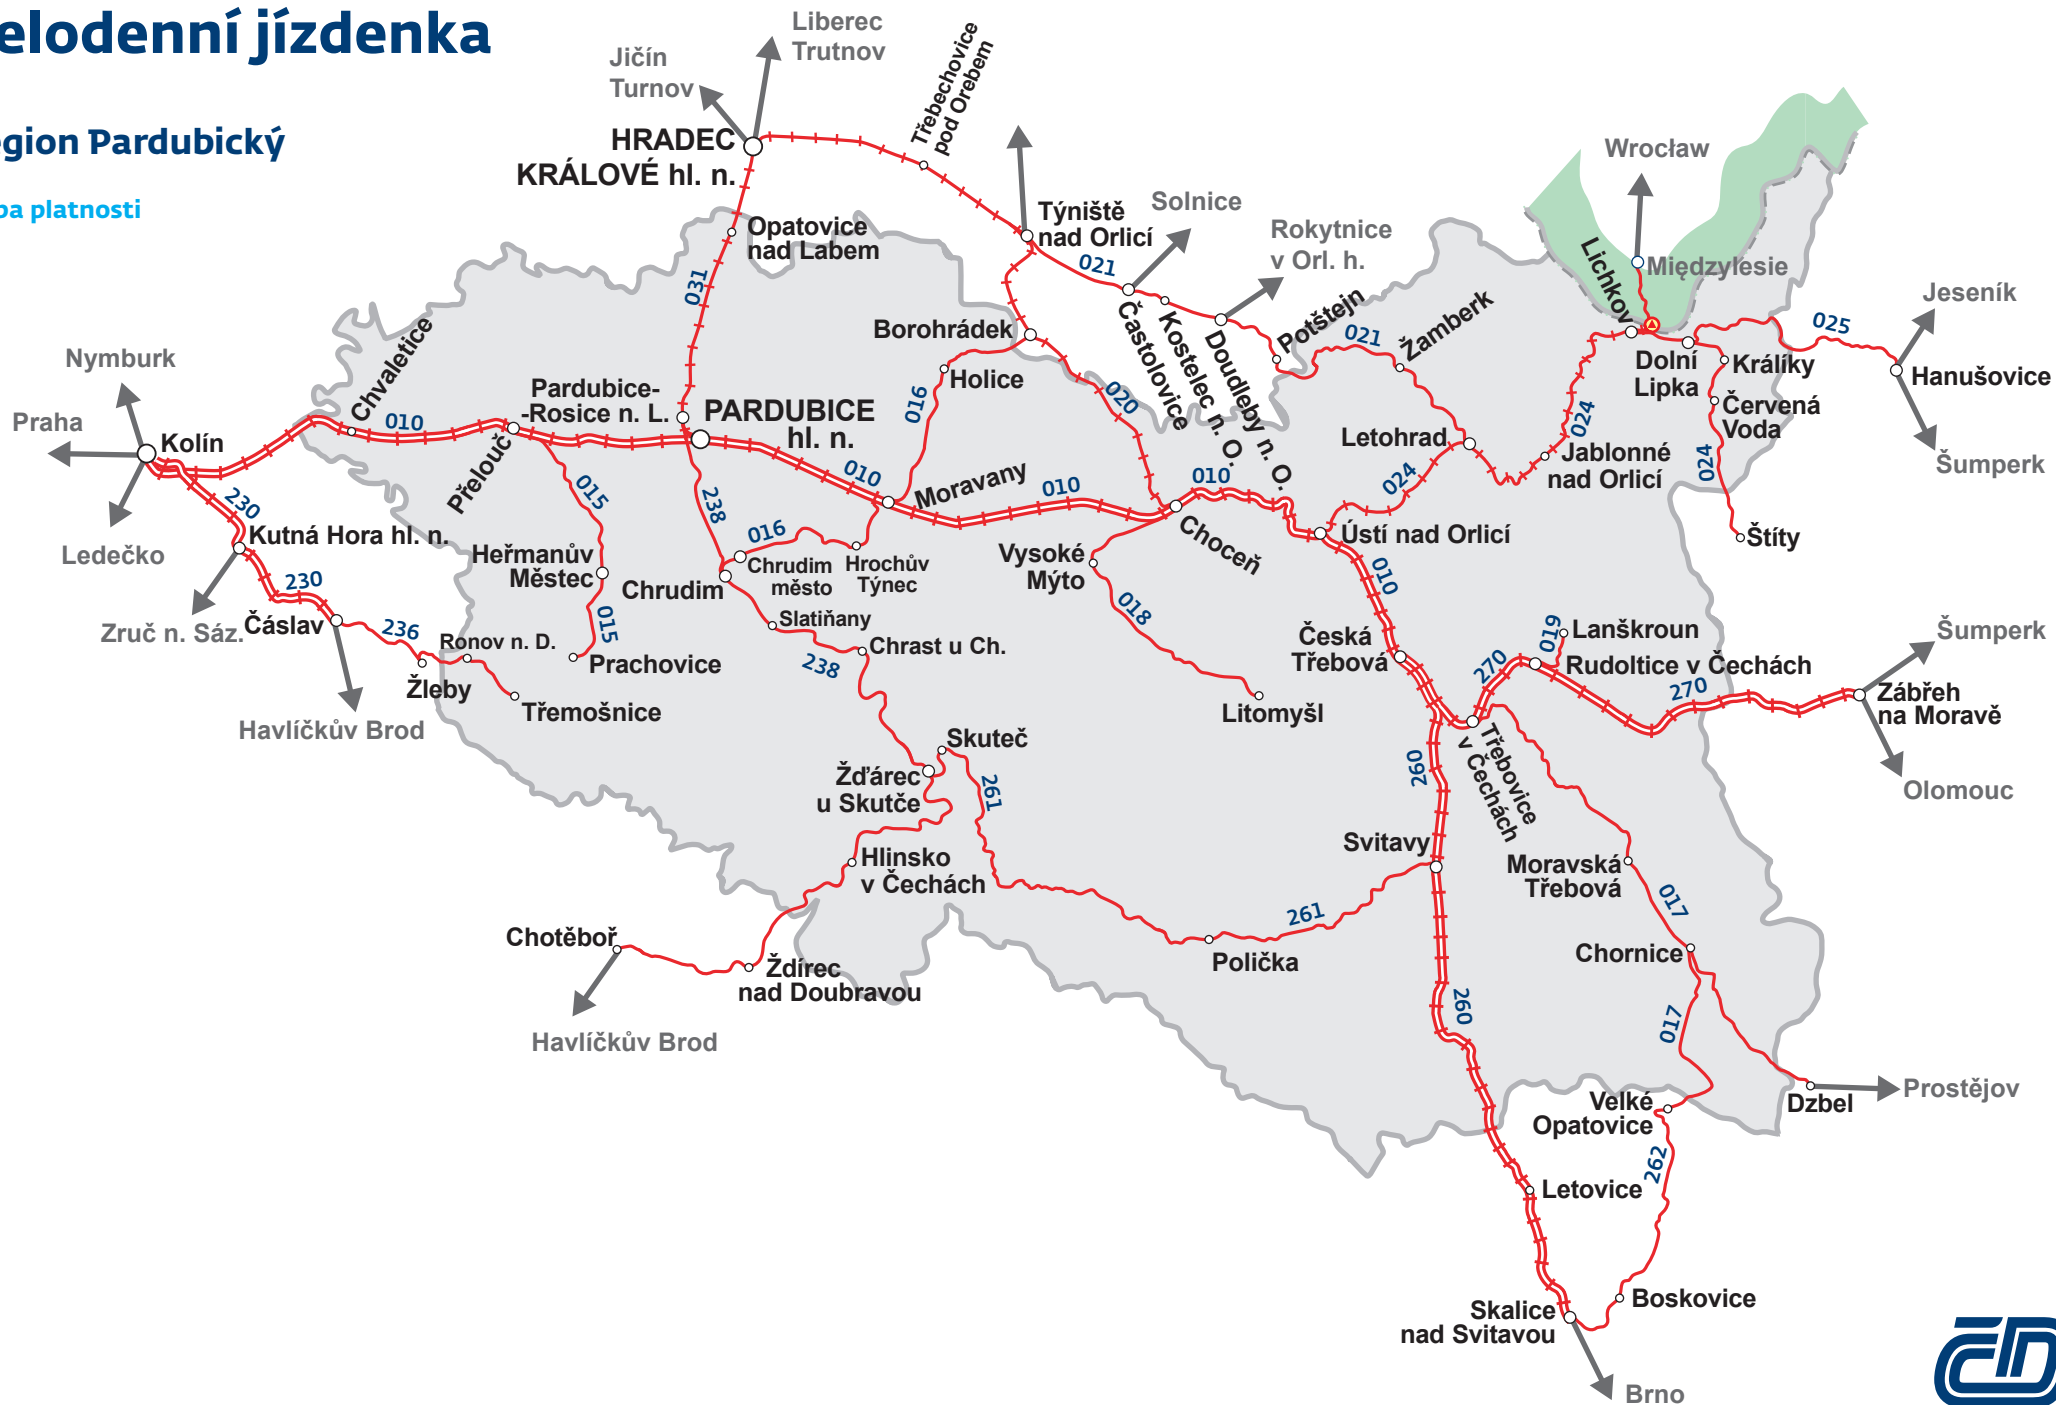 elodenní jízdenka
egion Pardubický
pa platnosti
Liberec
Trutnov
Jičín
Turnov
HRADEC
KRÁLOVÉ hl. n.
Třebechovice
pod Orebem
Týniště
nad Orlicí
Solnice
Rokytnice
v Orl. h.
Wrocław
Międzylesie
Lichkov
Opatovice
nad Labem
031
021
Častolovice
Kostelec n. O.
Doudleby n. O.
Potštejn
021
Žamberk
Dolní
Lipka
Králíky
025
Jeseník
Hanušovice
Šumperk
Červená
Voda
024
Štíty
Nymburk
Praha
Kolín
Ledečko
Chvaletice
010
Přelouč
Pardubice-
-Rosice n. L.
PARDUBICE
hl. n.
Borohrádek
Holice
016
020
010
Moravany
010
010
Choceň
Letohrad
024
024
Jablonné
nad Orlicí
Ústí nad Orlicí
010
230
Kutná Hora hl. n.
230
Zruč n. Sáz.
Čáslav
236
Ronov n. D.
Žleby
Třemošnice
Havlíčkův Brod
015
Heřmanův
Městec
015
Prachovice
238
016
Chrudim
Chrudim
město
Hrochův
Týnec
Slatiňany
238
Chrast u Ch.
Vysoké
Mýto
018
Litomyšl
Česká
Třebová
270
019
Lanškroun
Rudoltice v Čechách
270
Šumperk
Zábřeh
na Moravě
Olomouc
Třebovice
v Čechách
260
Skuteč
Žďárec
u Skutče
261
Hlinsko
v Čechách
Svitavy
Moravská
Třebová
017
Chotěboř
Ždírec
nad Doubravou
Havlíčkův Brod
Polička
261
Chornice
260
017
Dzbel
Prostějov
Velké
Opatovice
262
Letovice
Boskovice
Skalice
nad Svitavou
Brno
ČD